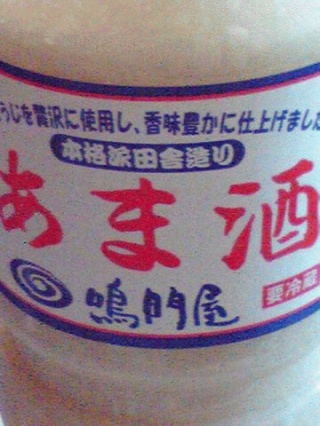 うじを贅沢に使用し、香味豊かに仕上げました
本格派田舎造り
あま酒
鳴門屋
要冷蔵